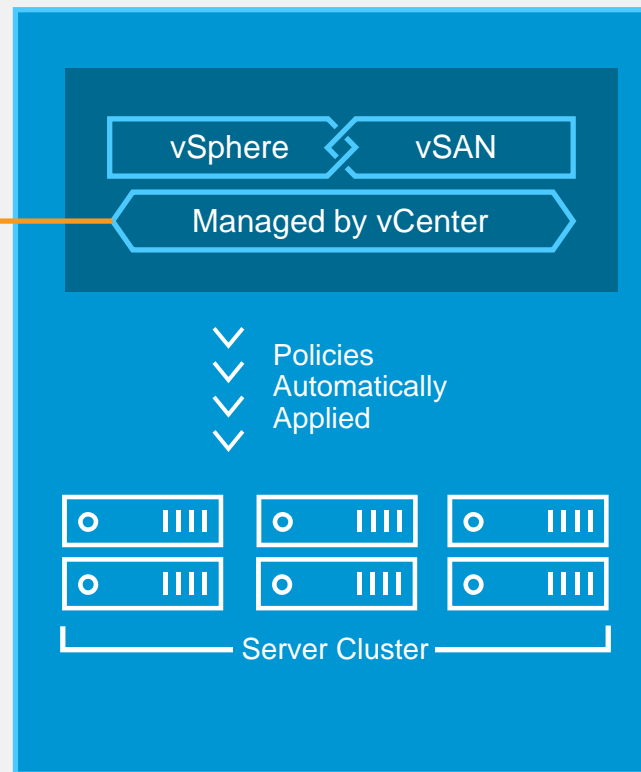 vSphere vSAN
Managed by vCenter
Policies
Automatically
Applied
Server Cluster